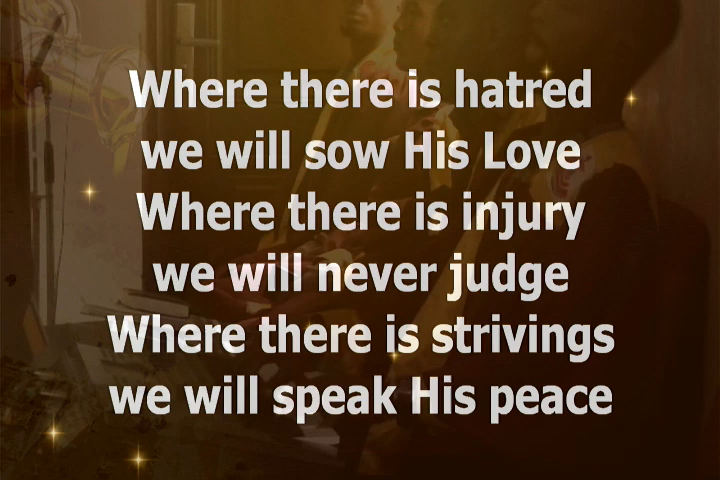 Where there is hatred
we will sow His Love
Where there is injury
we will never judge
Where there is strivings
we will speak His peace